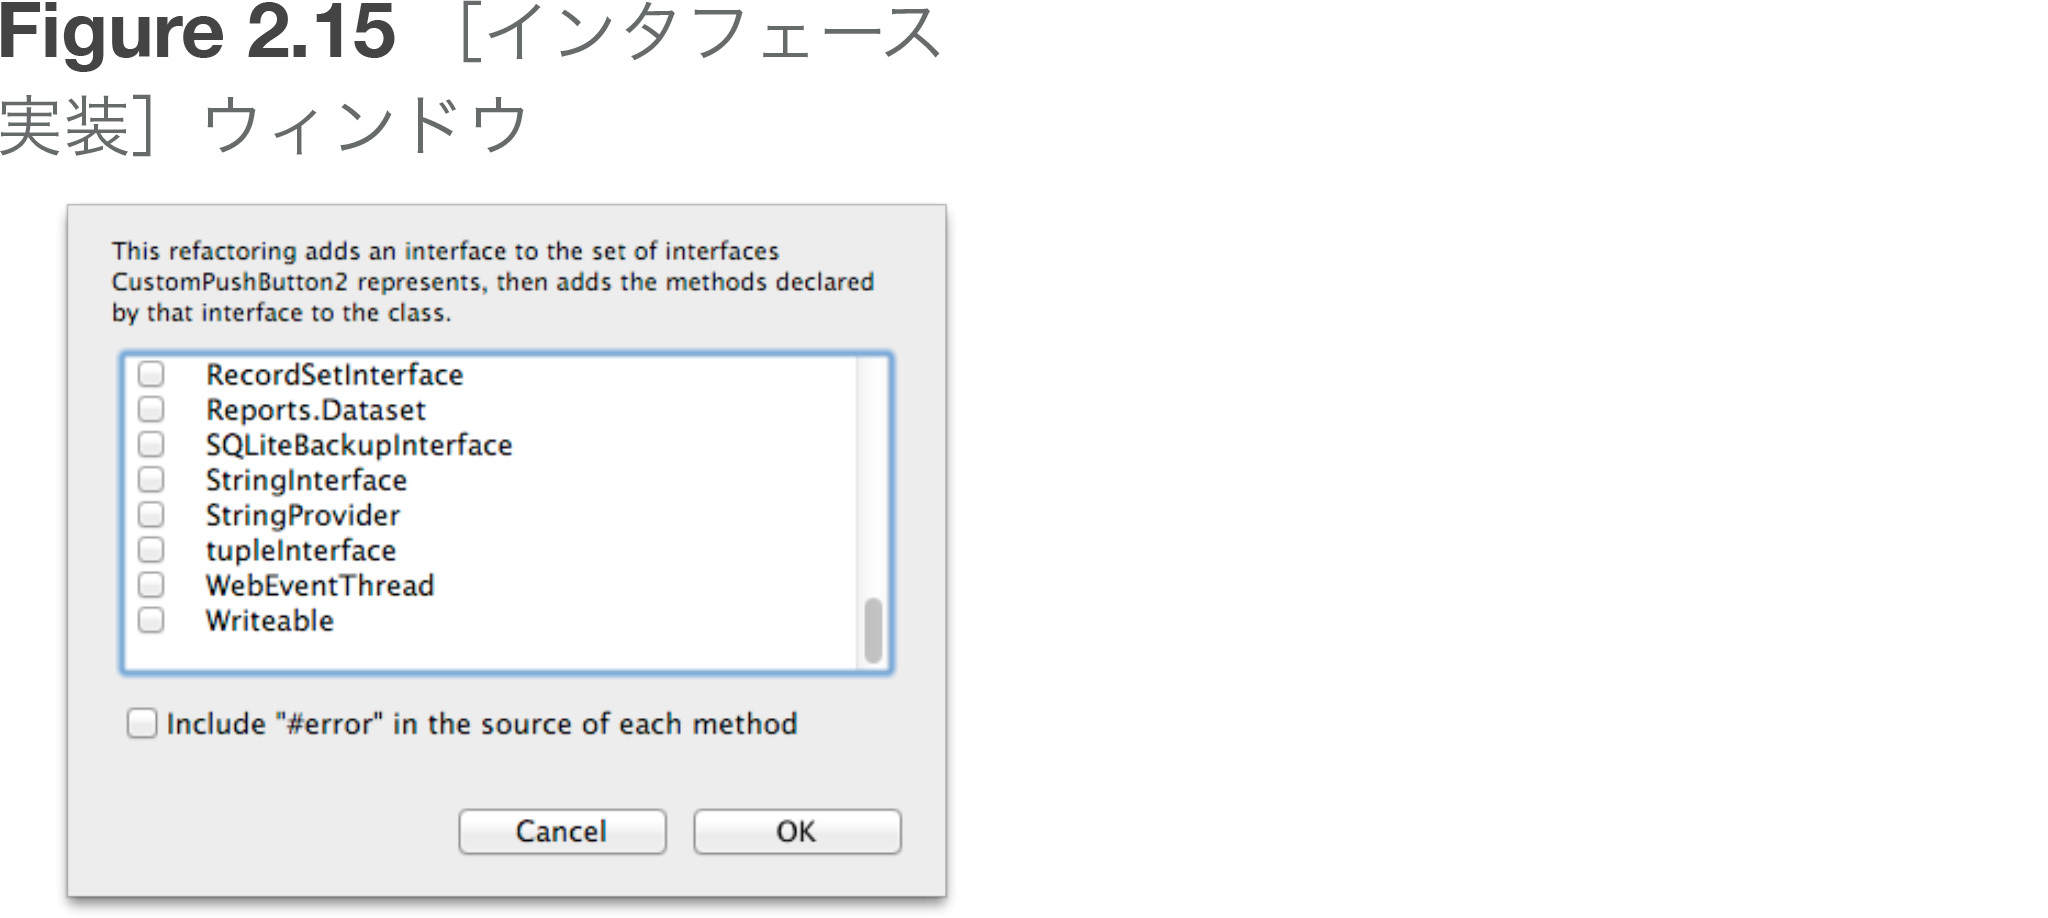 Figure 2.15 ［インタフェース
実装］ウィンドウ
This refactoring adds an interface to the set of interfaces
CustomPushButton2 represents, then adds the methods declared
by that interface to the class.
RecordSetInterface
Reports.Dataset
SQLiteBackupInterface
StringInterface
StringProvider
tupleInterface
WebEventThread
Writeable
Include "#error" in the source of each method
Cancel OK